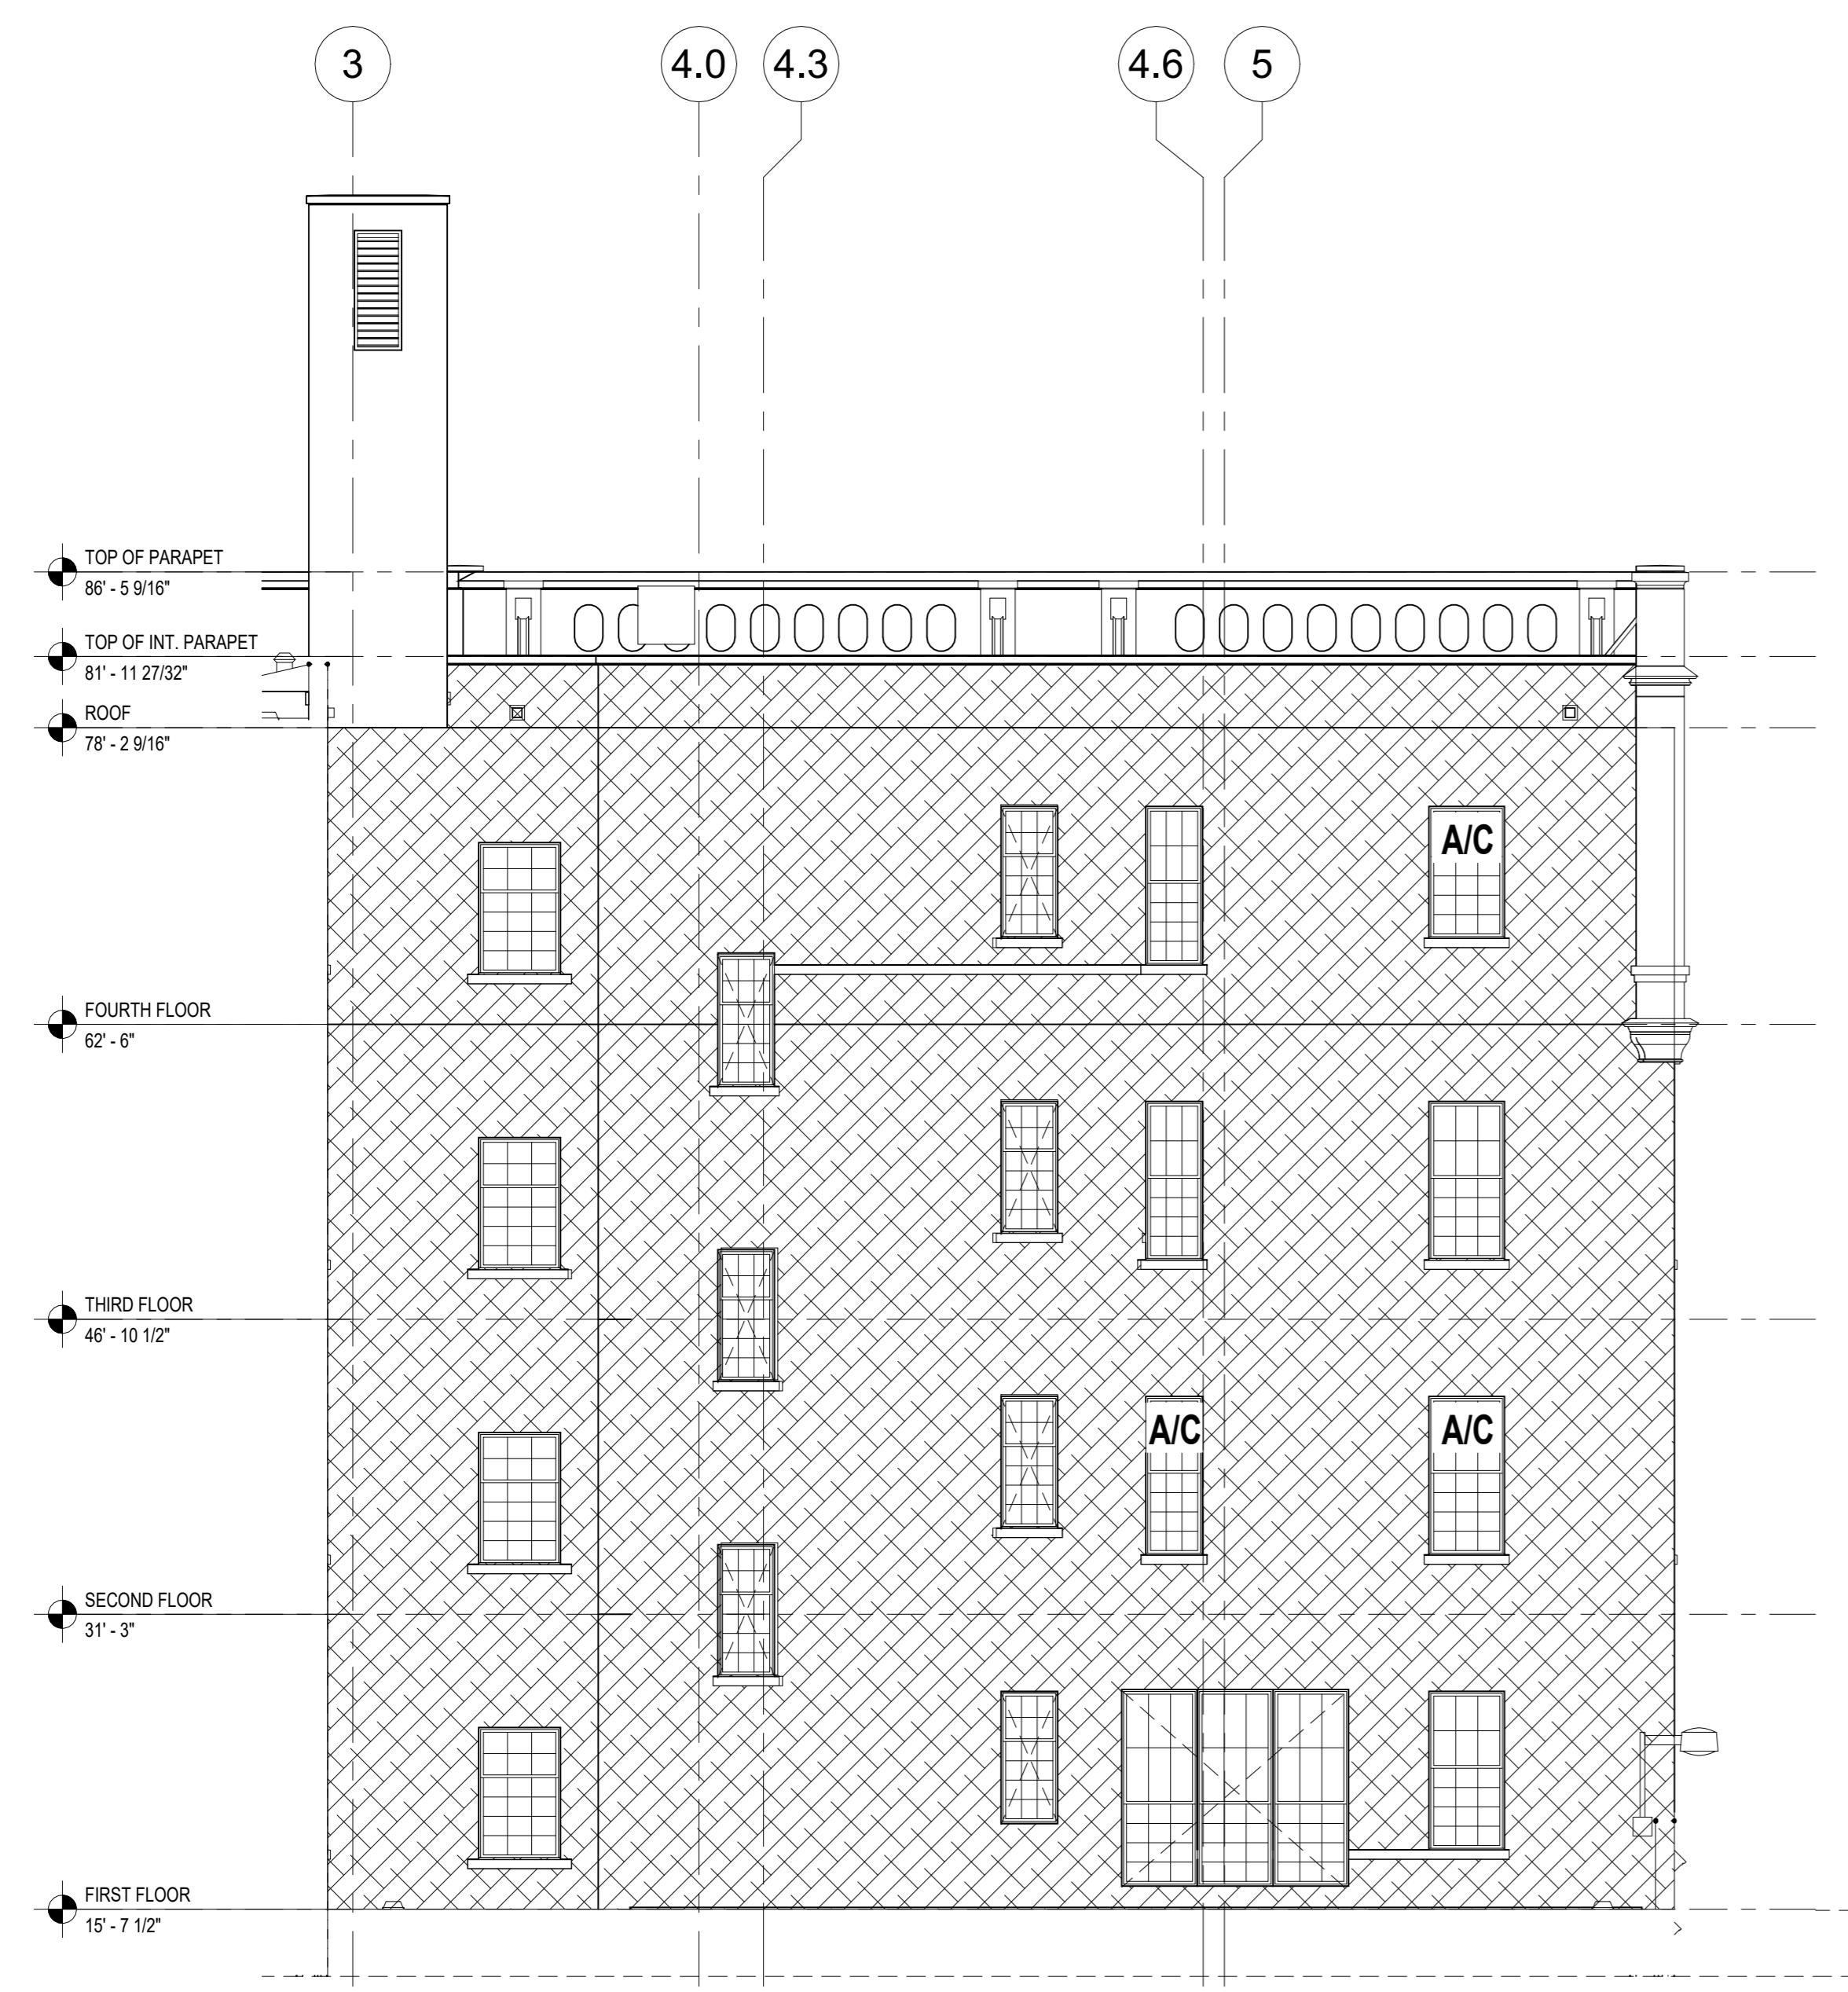 3
4.0
4.3
4.6
5
TOP OF PARAPET
86' - 5 9/16"
TOP OF INT. PARAPET
81' - 11 27/32"
ROOF
78' - 2 9/16"
A/C
FOURTH FLOOR
62' - 6"
THIRD FLOOR
46' - 10 1/2"
A/C
A/C
SECOND FLOOR
31' - 3"
FIRST FLOOR
15' - 7 1/2"